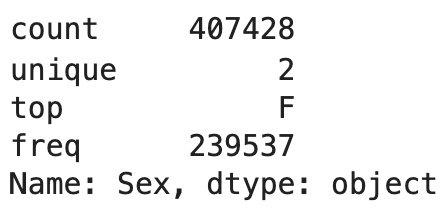 count     407428
unique         2
top            F
freq      239537
Name: Sex, dtype: object